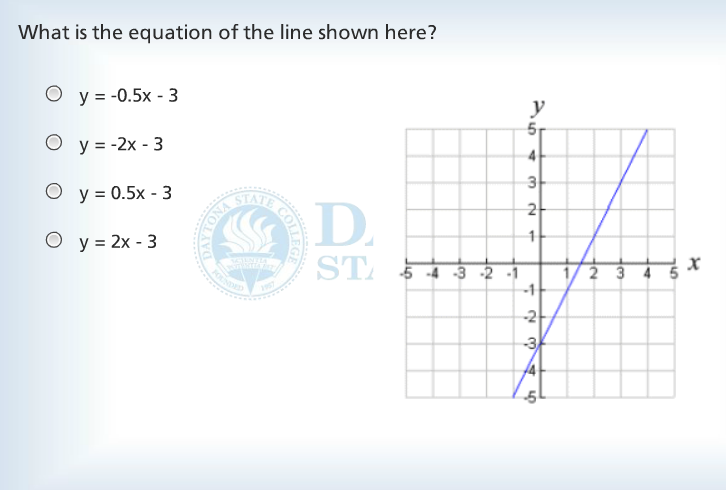 What is the equation of the line shown here?
y = -0.5x - 3
y = -2x - 3
y = 0.5x - 3
y = 2x - 3
DAYTONA STATE COLLEGE
D
ST
y
5
4
3
2
1
-5 -4 -3 -2 -1 1 2 3 4 5 x
-1
-2
-3
-4
-5